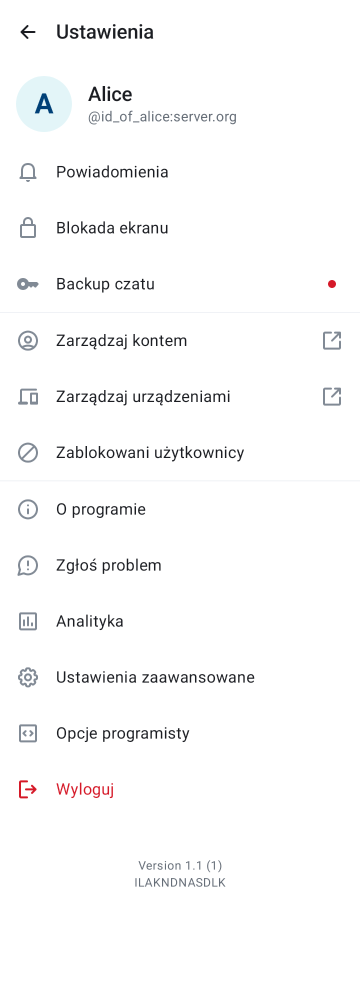 Ustawienia
A
Alice
@id_of_alice:server.org
Powiadomienia
Blokada ekranu
Backup czatu
Zarządzaj kontem
Zarządzaj urządzeniami
Zablokowani użytkownicy
O programie
Zgłoś problem
Analityka
Ustawienia zaawansowane
Opcje programisty
Wyloguj
Version 1.1 (1)
ILAKNDNASDLK